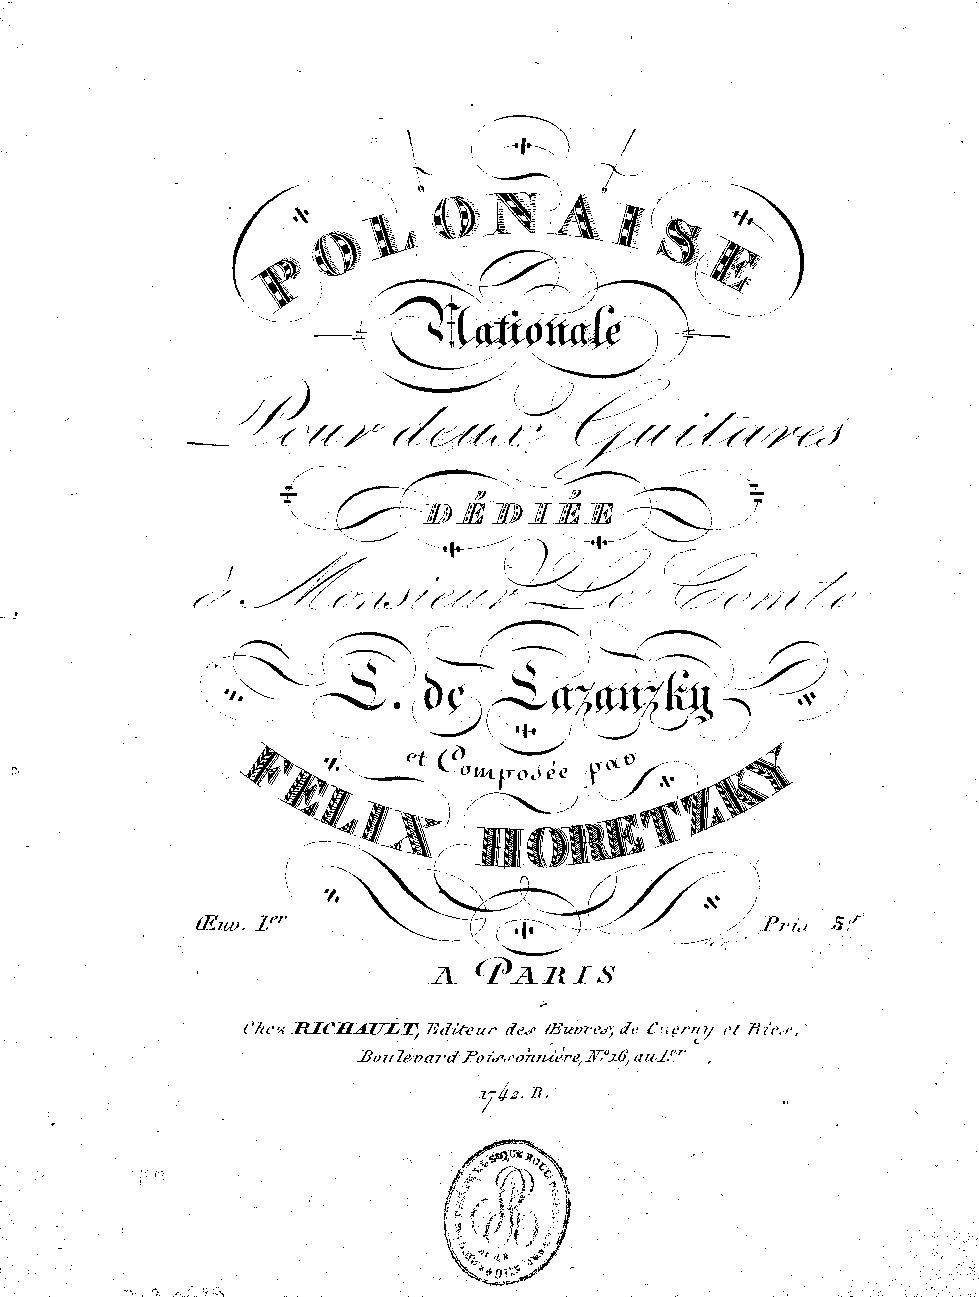 POLONAISE
Nationale
Pour deux Guitares
DÉDIÉE
à Monsieur Le Comte
L. de Lazanzky
et Composée par
FELIX HORETZKY
Œuv. 1er Prix 3f
A PARIS
Chez RICHAULT, Editeur des Œuvres, de Czerny et Ries.
Boulevard Poissonnière, No. 16, au 1er
1742. R.